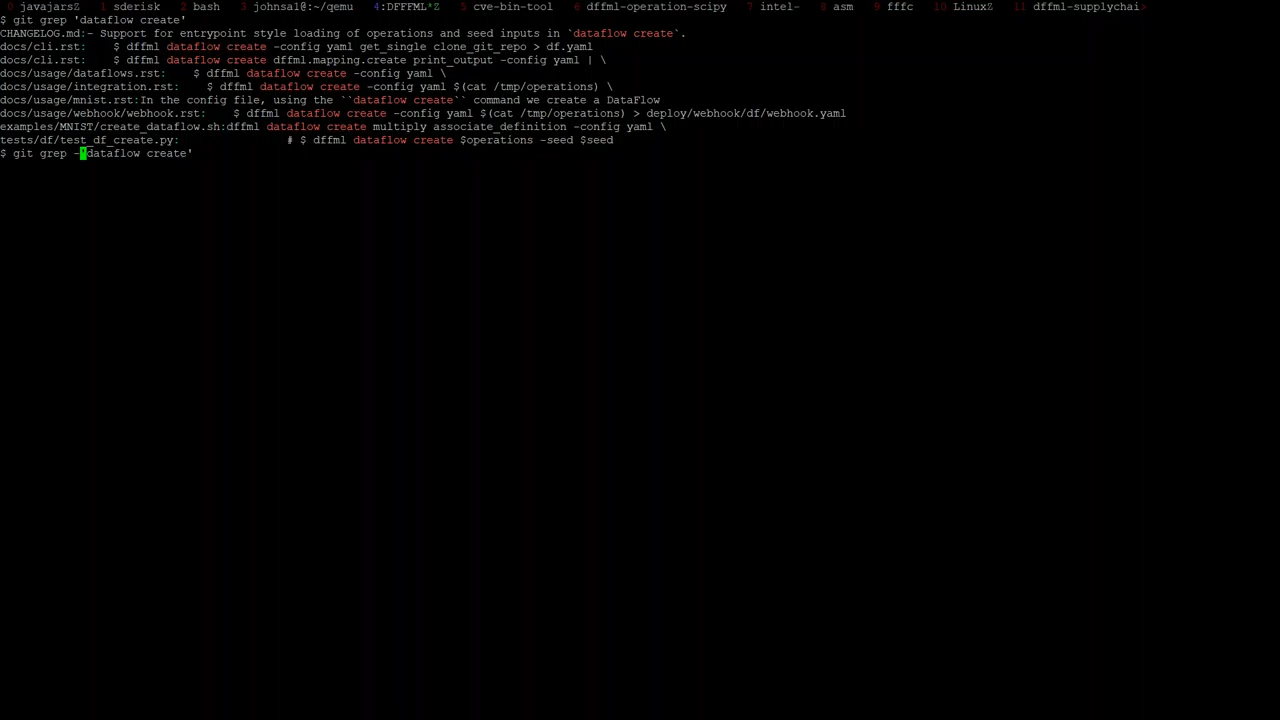 0 javajarsZ 1 sderisk 2 bash 3 johnsal@:~/qemu 4:DFFFML*Z 5 cve-bin-tool 6 dffml-operation-scipy 7 intel- 8 asm 9 fffc 10 LinuxZ 11 dffml-supplychai>
$ git grep 'dataflow create'
CHANGELOG.md:- Support for entrypoint style loading of operations and seed inputs in `dataflow create`.
docs/cli.rst:    $ dffml dataflow create -config yaml get_single clone_git_repo > df.yaml
docs/cli.rst:    $ dffml dataflow create dffml.mapping.create print_output -config yaml | \
docs/usage/dataflows.rst:    $ dffml dataflow create -config yaml \
docs/usage/integration.rst:    $ dffml dataflow create -config yaml $(cat /tmp/operations) \
docs/usage/mnist.rst:In the config file, using the ``dataflow create`` command we create a DataFlow
docs/usage/webhook/webhook.rst:    $ dffml dataflow create -config yaml $(cat /tmp/operations) > deploy/webhook/df/webhook.yaml
examples/MNIST/create_dataflow.sh:dffml dataflow create multiply associate_definition -config yaml \
tests/df/test_df_create.py:                # $ dffml dataflow create $operations -seed $seed
$ git grep -'dataflow create'